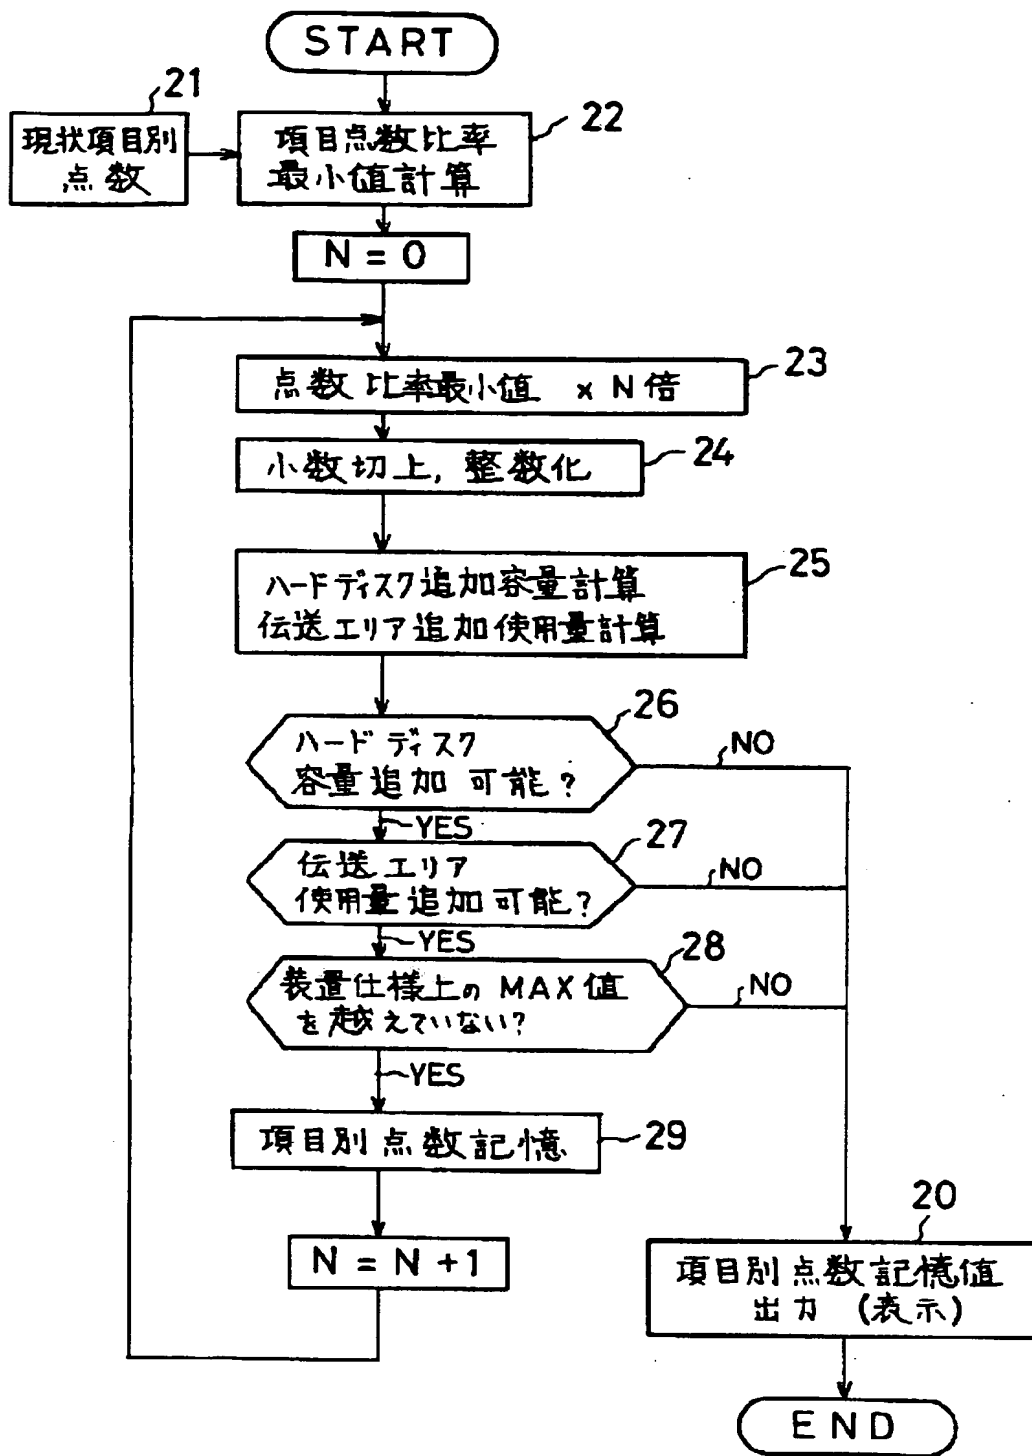 START
21
現状項目別
点数
22
項目点数比率
最小値計算
N = 0
23
点数比率最小値 × N倍
24
小数切上, 整数化
25
ハードディスク追加容量計算
伝送エリア追加使用量計算
26
ハードディスク
容量追加可能?
NO
YES
27
伝送エリア
使用量追加可能?
NO
YES
28
装置仕様上の MAX値
を越えていない?
NO
YES
29
項目別点数記憶
N = N + 1
20
項目別点数記憶値
出力 (表示)
END